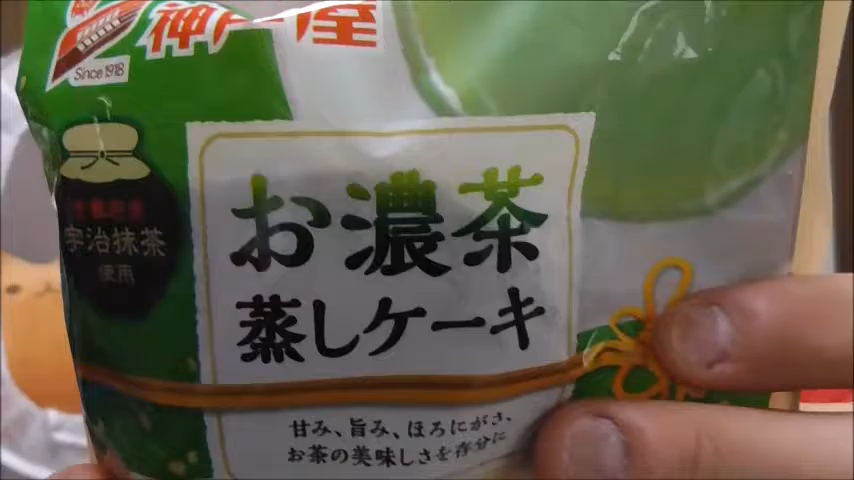 神戸屋
Since 1918
宇治抹茶
使用
お濃茶
蒸しケーキ
甘み、旨み、ほろにがさ、
お茶の美味しさを存分に